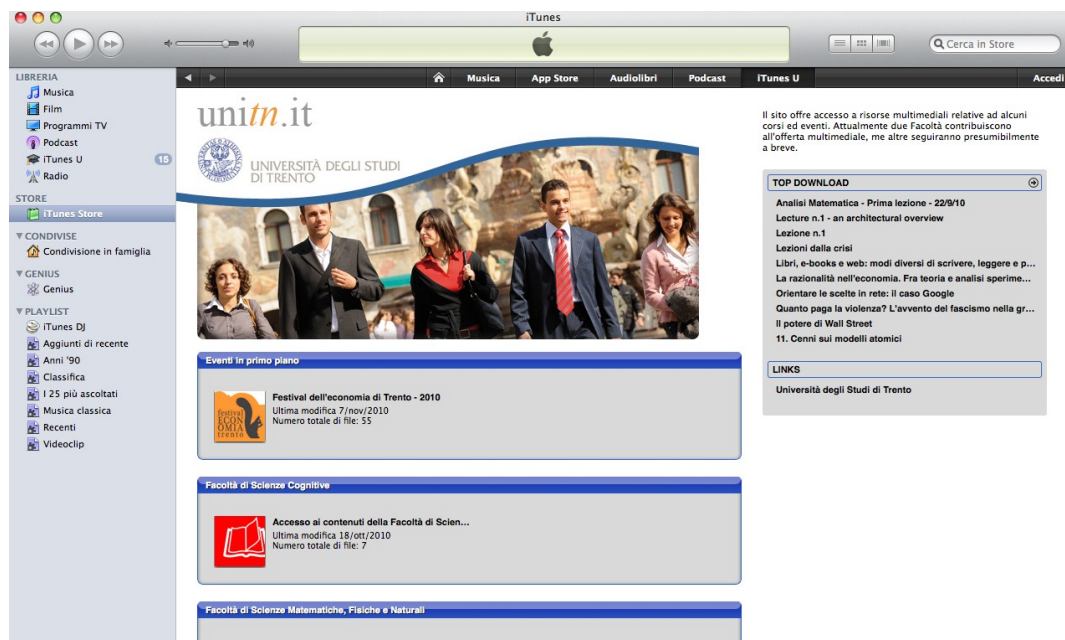 iTunes
Cerca in Store
LIBRERIA
Musica
Film
Programmi TV
Podcast
iTunes U 15
Radio
STORE
iTunes Store
CONDIVISE
Condivisione in famiglia
GENIUS
Genius
PLAYLIST
iTunes DJ
Aggiunti di recente
Anni '90
Classifica
I 25 più ascoltati
Musica classica
Recenti
Videoclip
Musica App Store Audiolibri Podcast iTunes U Accedi
unitn.it
UNIVERSITÀ DEGLI STUDI
DI TRENTO
Eventi in primo piano
festival
ECON
OMIA
trento
Festival dell'economia di Trento - 2010
Ultima modifica 7/nov/2010
Numero totale di file: 55
Facoltà di Scienze Cognitive
Accesso ai contenuti della Facoltà di Scien...
Ultima modifica 18/ott/2010
Numero totale di file: 7
Facoltà di Scienze Matematiche, Fisiche e Naturali
Il sito offre accesso a risorse multimediali relative ad alcuni
corsi ed eventi. Attualmente due Facoltà contribuiscono
all'offerta multimediale, me altre seguiranno presumibilmente
a breve.
TOP DOWNLOAD
Analisi Matematica - Prima lezione - 22/9/10
Lecture n.1 - an architectural overview
Lezione n.1
Lezioni dalla crisi
Libri, e-books e web: modi diversi di scrivere, leggere e p...
La razionalità nell'economia. Fra teoria e analisi sperime...
Orientare le scelte in rete: il caso Google
Quanto paga la violenza? L'avvento del fascismo nella gr...
Il potere di Wall Street
11. Cenni sui modelli atomici
LINKS
Università degli Studi di Trento